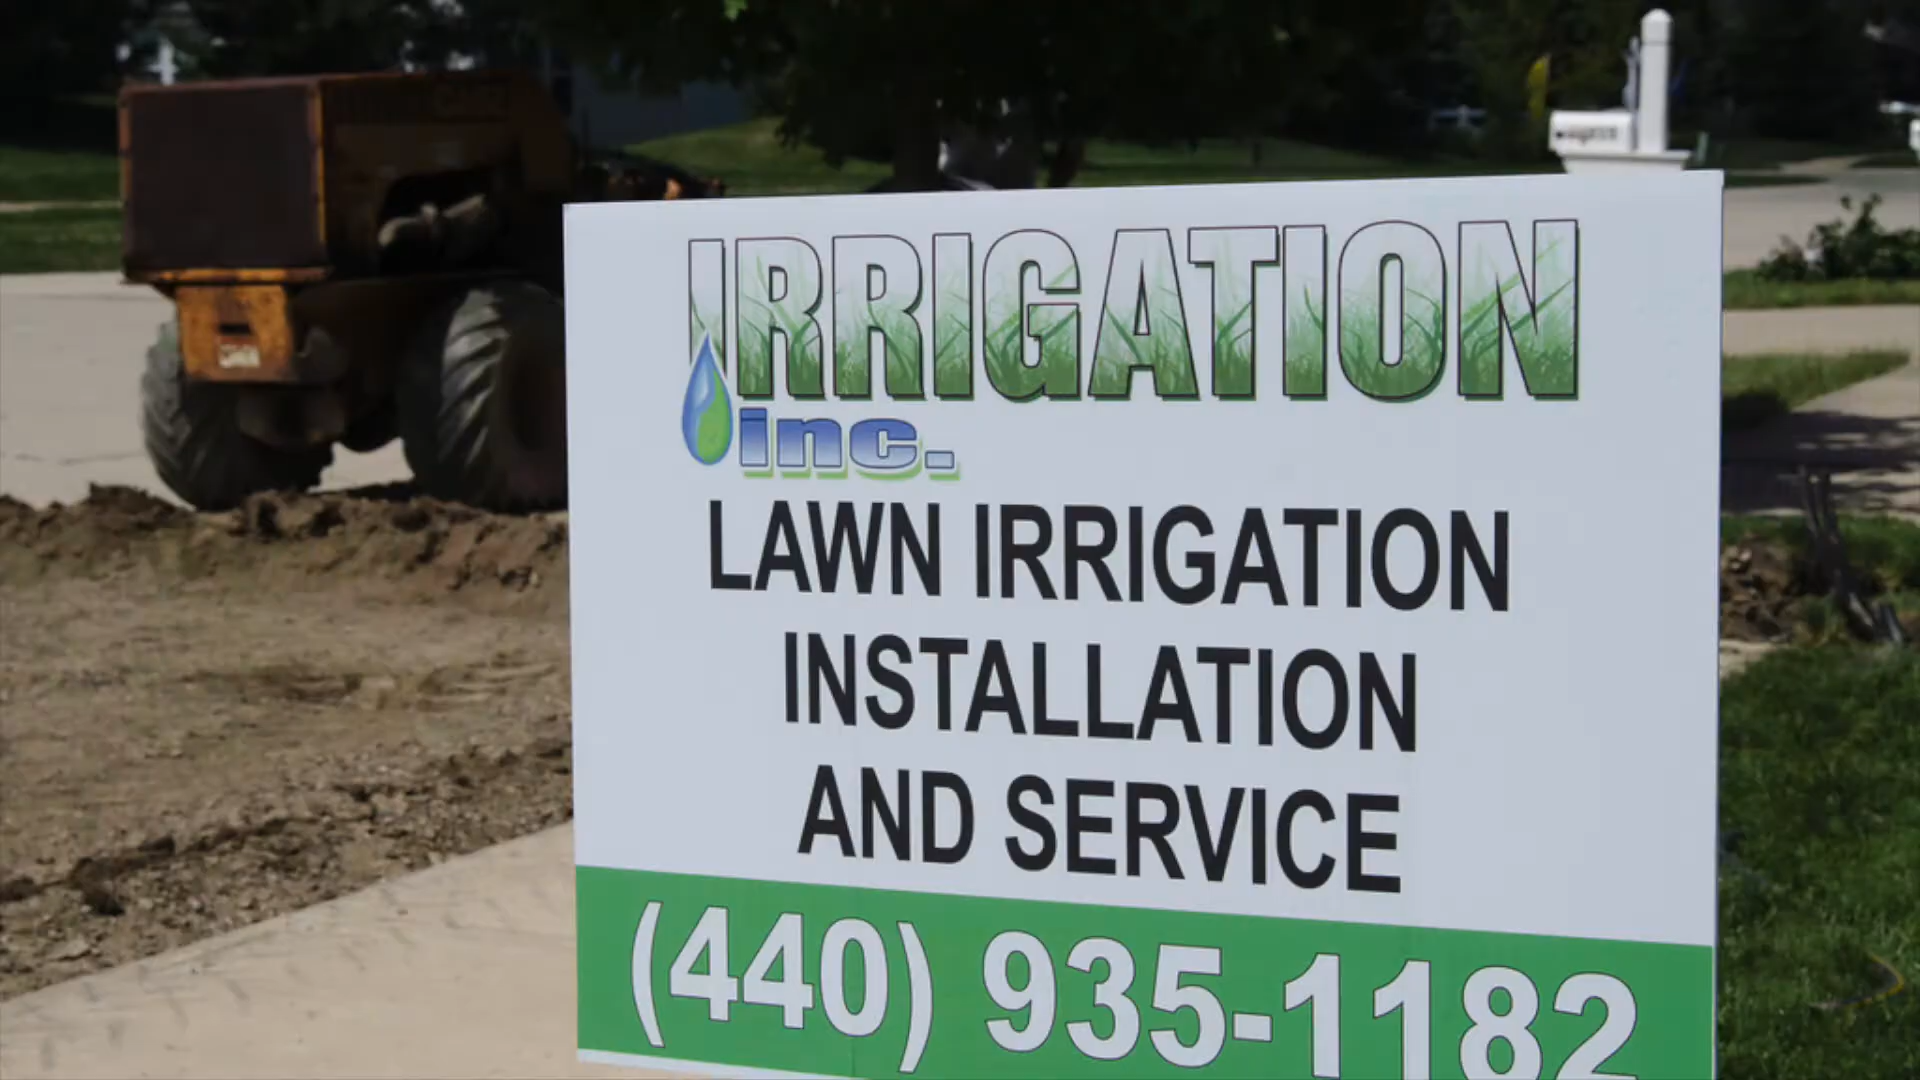 IRRIGATION
inc.
LAWN IRRIGATION
INSTALLATION
AND SERVICE
(440) 935-1182